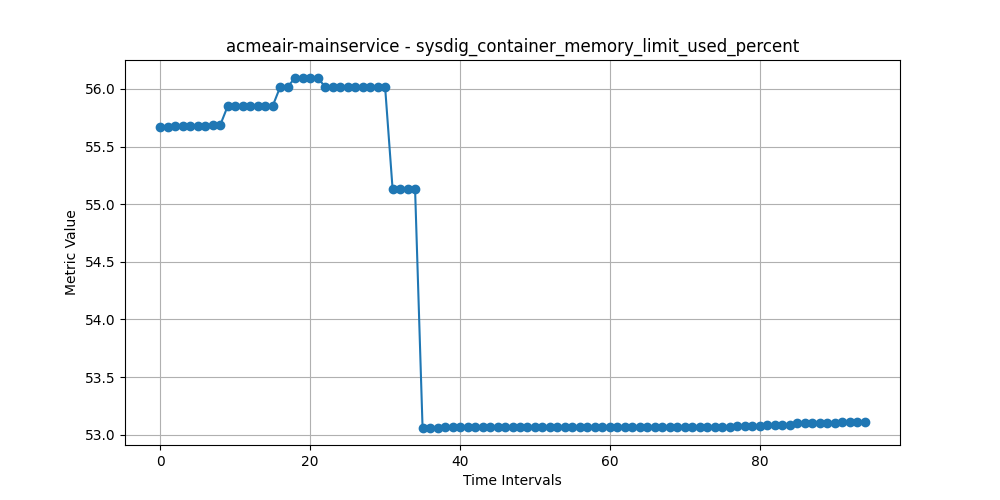 acmeair-mainservice - sysdig_container_memory_limit_used_percent
Metric Value
56.0
55.5
55.0
54.5
54.0
53.5
53.0
0 20 40 60 80
Time Intervals